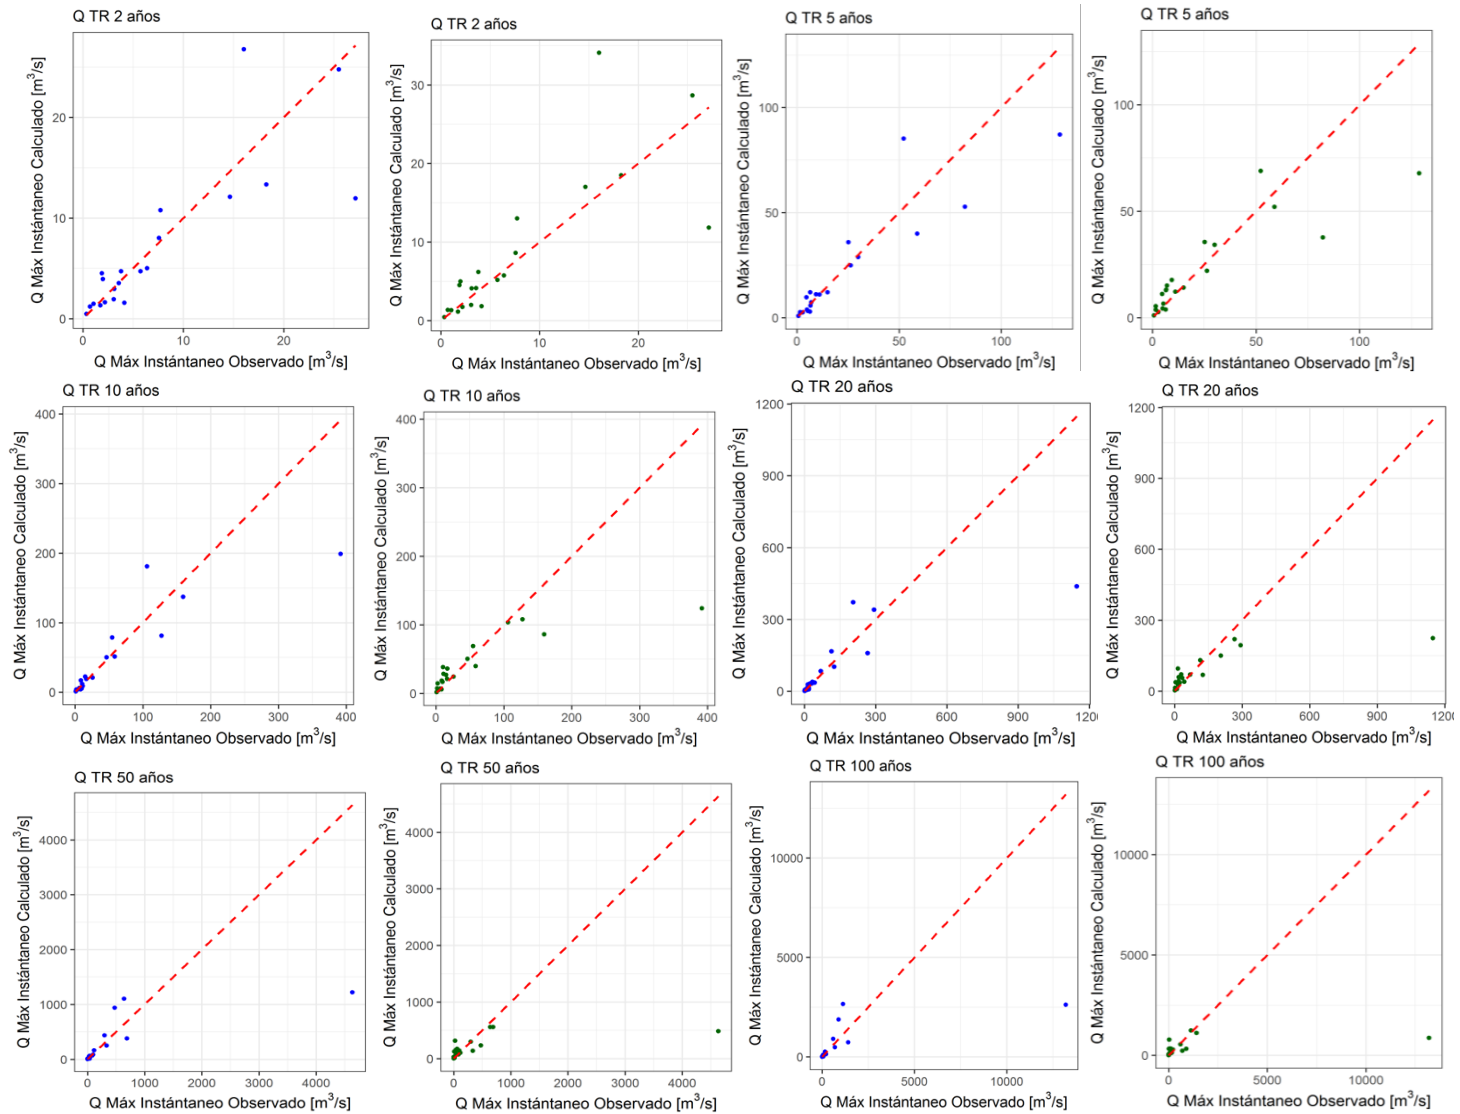 Q TR 2 años
Q Máx Instántaneo Calculado [m³/s]
20
10
0
0 10 20
Q Máx Instántaneo Observado [m³/s]
Q TR 2 años
Q Máx Instántaneo Calculado [m³/s]
30
20
10
0
0 10 20
Q Máx Instántaneo Observado [m³/s]
Q TR 5 años
Q Máx Instántaneo Calculado [m³/s]
100
50
0
0 50 100
Q Máx Instántaneo Observado [m³/s]
Q TR 5 años
Q Máx Instántaneo Calculado [m³/s]
100
50
0
0 50 100
Q Máx Instántaneo Observado [m³/s]
Q TR 10 años
Q Máx Instántaneo Calculado [m³/s]
400
300
200
100
0
0 100 200 300 400
Q Máx Instántaneo Observado [m³/s]
Q TR 10 años
Q Máx Instántaneo Calculado [m³/s]
400
300
200
100
0
0 100 200 300 400
Q Máx Instántaneo Observado [m³/s]
Q TR 20 años
Q Máx Instántaneo Calculado [m³/s]
1200
900
600
300
0
0 300 600 900 120
Q Máx Instántaneo Observado [m³/s]
Q TR 20 años
Q Máx Instántaneo Calculado [m³/s]
1200
900
600
300
0
0 300 600 900 120
Q Máx Instántaneo Observado [m³/s]
Q TR 50 años
Q Máx Instántaneo Calculado [m³/s]
4000
3000
2000
1000
0
0 1000 2000 3000 4000
Q Máx Instántaneo Observado [m³/s]
Q TR 50 años
Q Máx Instántaneo Calculado [m³/s]
4000
3000
2000
1000
0
0 1000 2000 3000 4000
Q Máx Instántaneo Observado [m³/s]
Q TR 100 años
Q Máx Instántaneo Calculado [m³/s]
10000
5000
0
0 5000 10000
Q Máx Instántaneo Observado [m³/s]
Q TR 100 años
Q Máx Instántaneo Calculado [m³/s]
10000
5000
0
0 5000 10000
Q Máx Instántaneo Observado [m³/s]